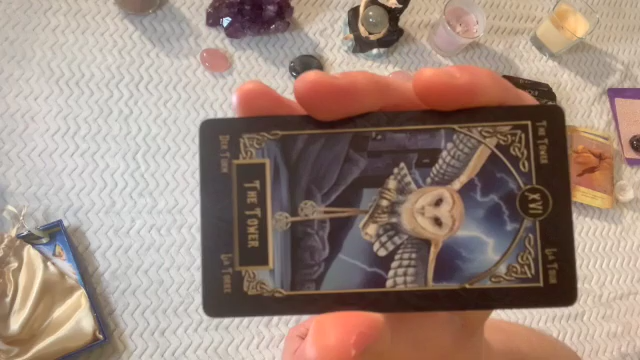 THE TOWER
XVI
THE TOWER
DER TURM
LA TORRE
LA TOUR